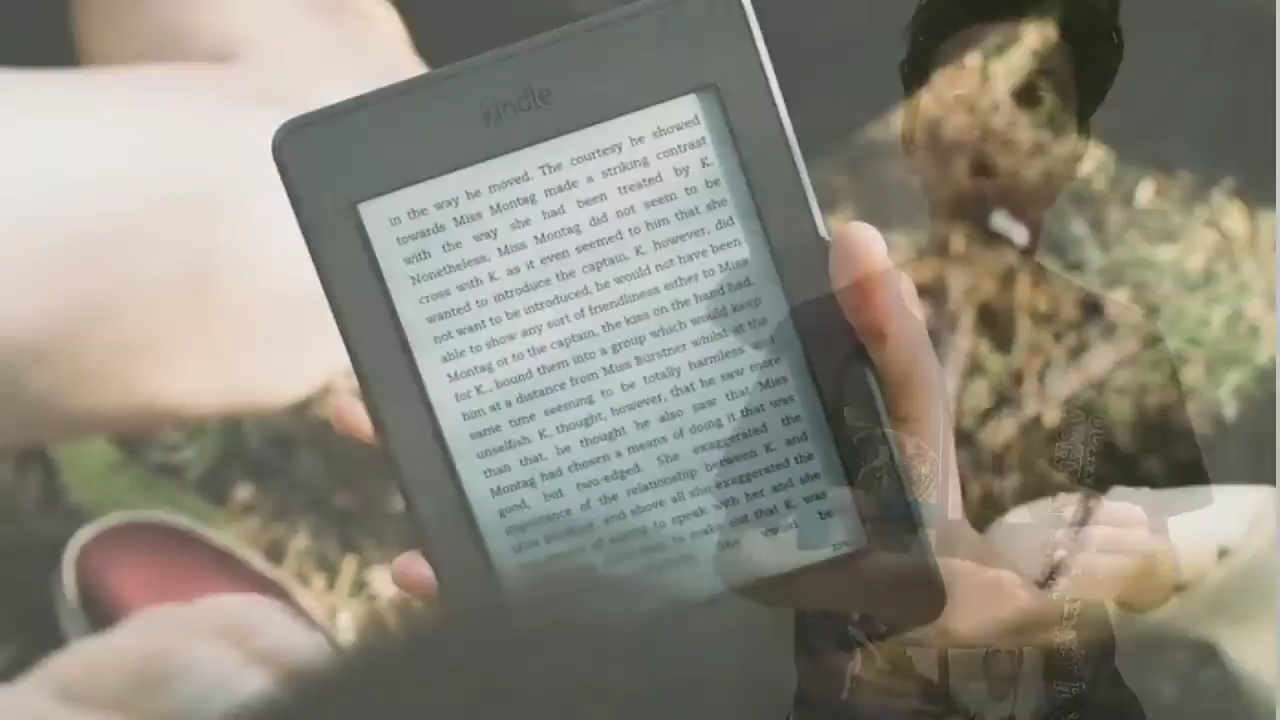 kindle
in the way he moved. The courtesy he showed
towards Miss Montag made a striking contrast
with the way she had been treated by K.
Nonetheless, Miss Montag did not seem to be
cross with K. as it even seemed to him that she
wanted to introduce the captain. K. however, did
not want to be introduced, he would not have been
able to show any sort of friendliness either to Miss
Montag or to the captain, the kiss on the hand had,
for K., bound them into a group which would keep
him at a distance from Miss Bürstner whilst at the
same time seeming to be totally harmless
unselfish. K. thought, however, that he saw more
than that, he thought he also saw that Miss
Montag had chosen a means of doing it that was
good, but two-edged. She exaggerated the
importance of the relationship between K. and
Miss Bürstner, and above all she exaggerated the
to speak with her and she
to make out that K. was
She would be